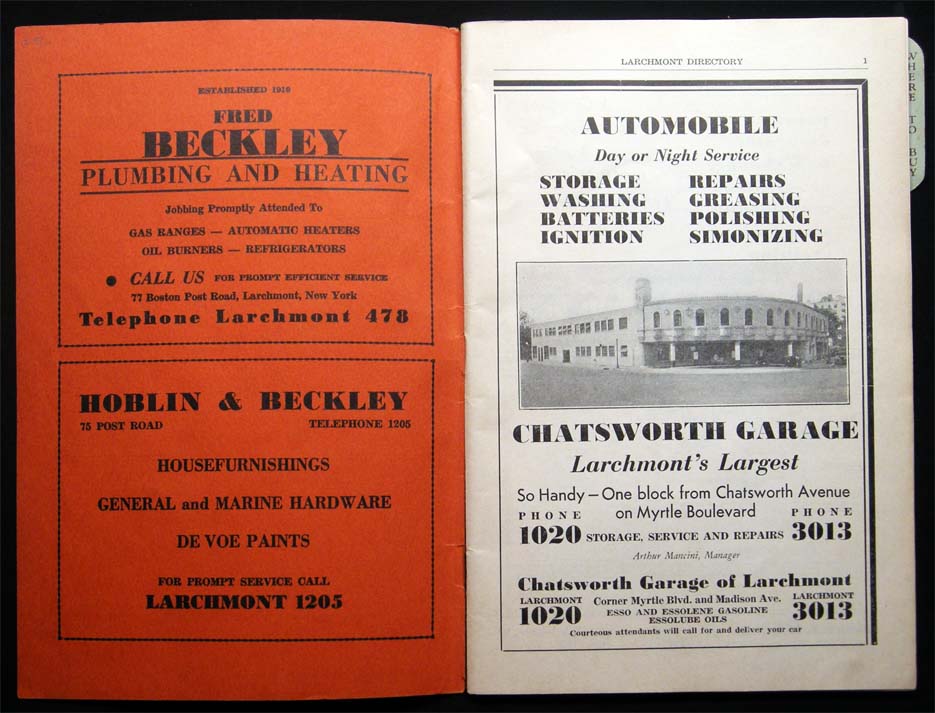 ESTABLISHED 1910
FRED
BECKLEY
PLUMBING AND HEATING
Jobbing Promptly Attended To
GAS RANGES — AUTOMATIC HEATERS
OIL BURNERS — REFRIGERATORS
● CALL US FOR PROMPT EFFICIENT SERVICE
77 Boston Post Road, Larchmont, New York
Telephone Larchmont 478
HOBLIN & BECKLEY
75 POST ROAD TELEPHONE 1205
HOUSEFURNISHINGS
GENERAL and MARINE HARDWARE
DE VOE PAINTS
FOR PROMPT SERVICE CALL
LARCHMONT 1205
LARCHMONT DIRECTORY 1
AUTOMOBILE
Day or Night Service
STORAGE REPAIRS
WASHING GREASING
BATTERIES POLISHING
IGNITION SIMONIZING
CHATSWORTH GARAGE
Larchmont's Largest
So Handy—One block from Chatsworth Avenue
on Myrtle Boulevard
PHONE PHONE
1020 STORAGE, SERVICE AND REPAIRS 3013
Arthur Mancini, Manager
Chatsworth Garage of Larchmont
LARCHMONT Corner Myrtle Blvd. and Madison Ave. LARCHMONT
1020 ESSO AND ESSOLENE GASOLINE 3013
ESSOLUBE OILS
Courteous attendants will call for and deliver your car
WHERE TO BUY